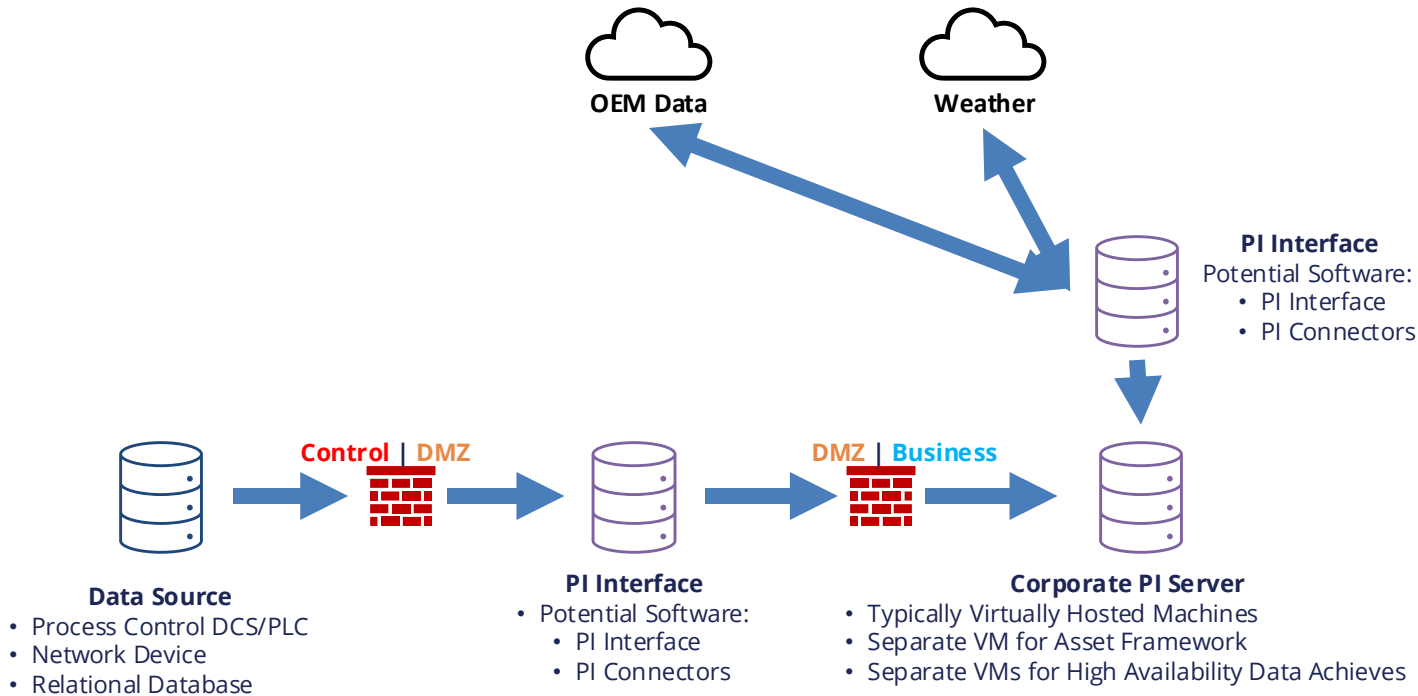 OEM Data
Weather
PI Interface
Potential Software:
• PI Interface
• PI Connectors
Control | DMZ
DMZ | Business
Data Source
• Process Control DCS/PLC
• Network Device
• Relational Database
PI Interface
• Potential Software:
• PI Interface
• PI Connectors
Corporate PI Server
• Typically Virtually Hosted Machines
• Separate VM for Asset Framework
• Separate VMs for High Availability Data Achieves